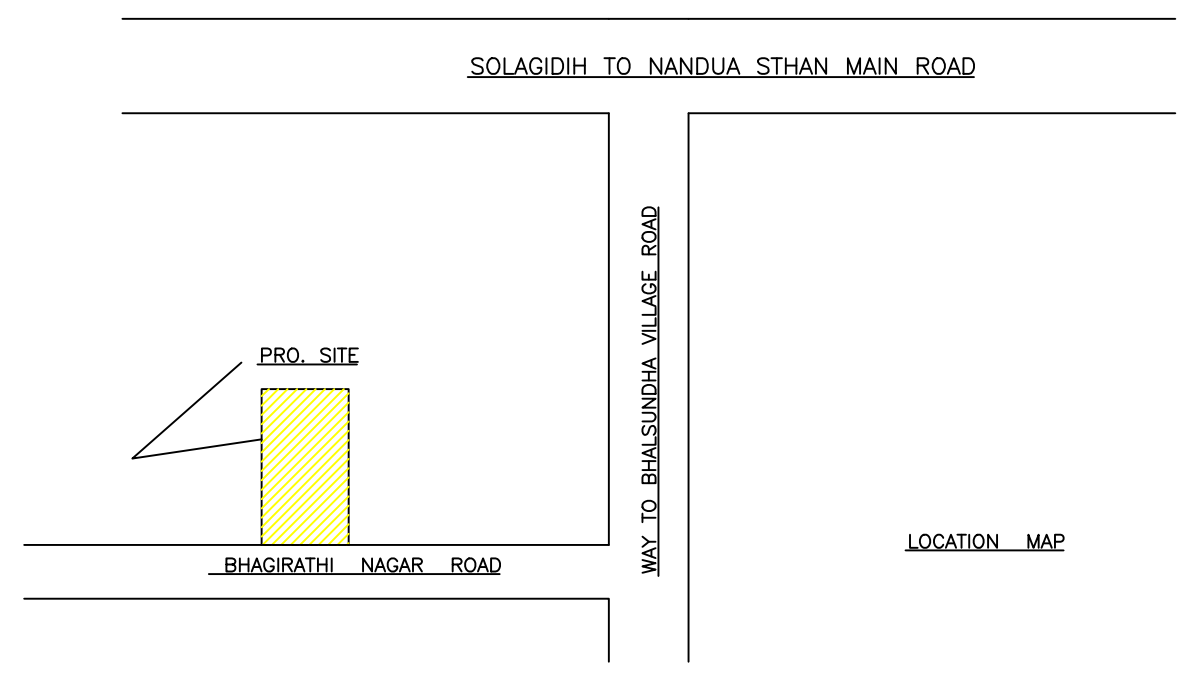 SOLAGIDIH TO NANDUA STHAN MAIN ROAD
WAY TO BHALSUNDHA VILLAGE ROAD
PRO. SITE
BHAGIRATHI NAGAR ROAD
LOCATION MAP